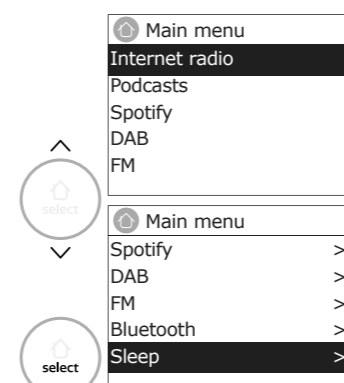 Main menu
Internet radio
Podcasts
Spotify
DAB
FM
select
Main menu
Spotify >
DAB >
FM >
Bluetooth >
Sleep >
select